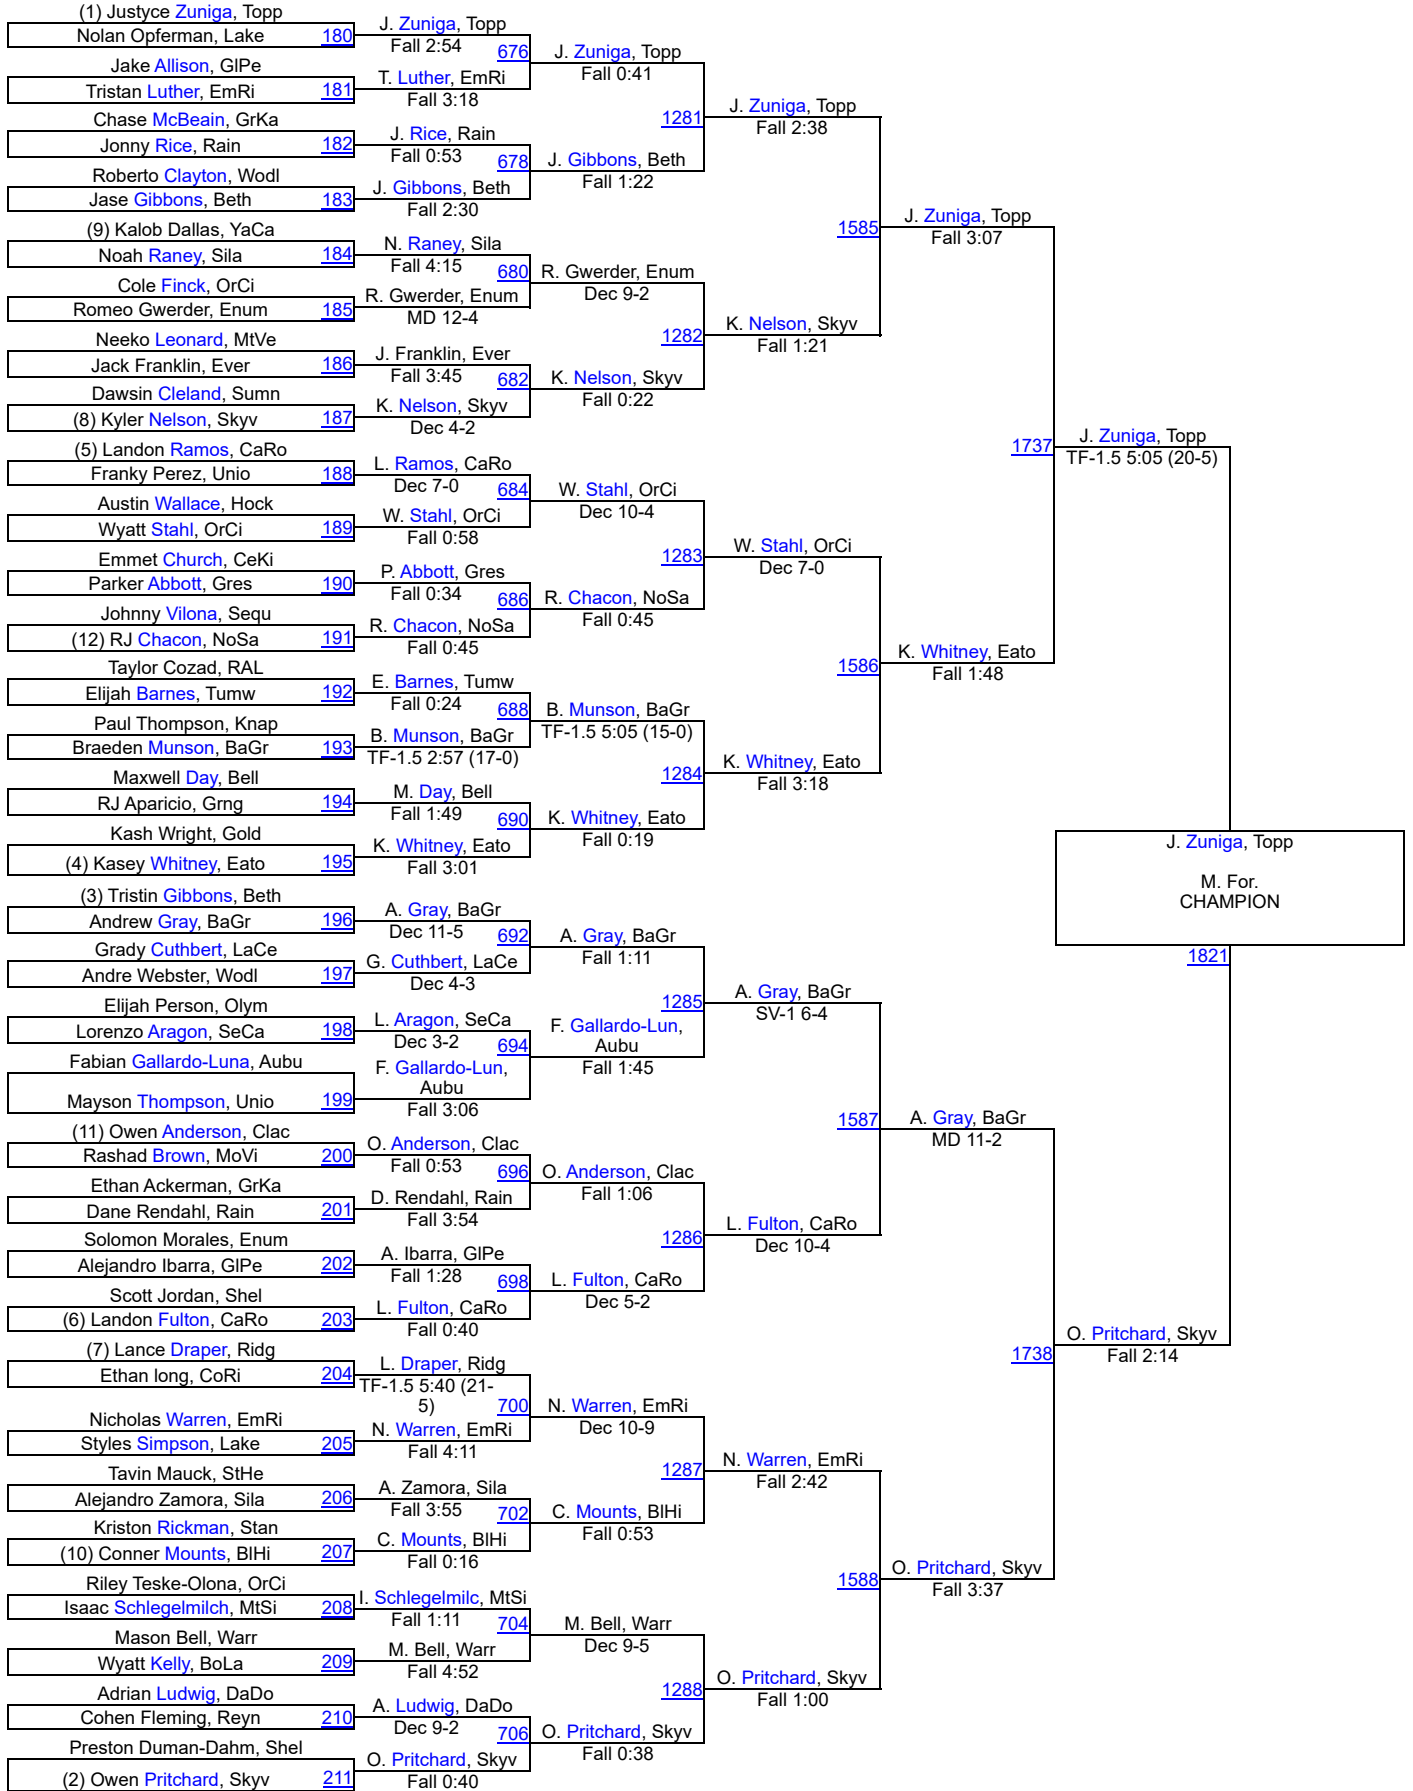 (1) Justyce Zuniga, Topp
Nolan Opferman, Lake 180
Jake Allison, GlPe
Tristan Luther, EmRi 181
Chase McBeain, GrKa
Jonny Rice, Rain 182
Roberto Clayton, Wodl
Jase Gibbons, Beth 183
(9) Kalob Dallas, YaCa
Noah Raney, Sila 184
Cole Finck, OrCi
Romeo Gwerder, Enum 185
Neeko Leonard, MtVe
Jack Franklin, Ever 186
Dawsin Cleland, Sumn
(8) Kyler Nelson, Skyv 187
(5) Landon Ramos, CaRo
Franky Perez, Unio 188
Austin Wallace, Hock
Wyatt Stahl, OrCi 189
Emmet Church, CeKi
Parker Abbott, Gres 190
Johnny Vilona, Sequ
(12) RJ Chacon, NoSa 191
Taylor Cozad, RAL
Elijah Barnes, Tumw 192
Paul Thompson, Knap
Braeden Munson, BaGr 193
Maxwell Day, Bell
RJ Aparicio, Grng 194
Kash Wright, Gold
(4) Kasey Whitney, Eato 195
(3) Tristin Gibbons, Beth
Andrew Gray, BaGr 196
Grady Cuthbert, LaCe
Andre Webster, Wodl 197
Elijah Person, Olym
Lorenzo Aragon, SeCa 198
Fabian Gallardo-Luna, Aubu
Mayson Thompson, Unio 199
(11) Owen Anderson, Clac
Rashad Brown, MoVi 200
Ethan Ackerman, GrKa
Dane Rendahl, Rain 201
Solomon Morales, Enum
Alejandro Ibarra, GlPe 202
Scott Jordan, Shel
(6) Landon Fulton, CaRo 203
(7) Lance Draper, Ridg
Ethan long, CoRi 204
Nicholas Warren, EmRi
Styles Simpson, Lake 205
Tavin Mauck, StHe
Alejandro Zamora, Sila 206
Kriston Rickman, Stan
(10) Conner Mounts, BlHi 207
Riley Teske-Olona, OrCi
Isaac Schlegelmilch, MtSi 208
Mason Bell, Warr
Wyatt Kelly, BoLa 209
Adrian Ludwig, DaDo
Cohen Fleming, Reyn 210
Preston Duman-Dahm, Shel
(2) Owen Pritchard, Skyv 211
J. Zuniga, Topp
Fall 2:54
676
T. Luther, EmRi
Fall 3:18
J. Rice, Rain
Fall 0:53
678
J. Gibbons, Beth
Fall 2:30
N. Raney, Sila
Fall 4:15
680
R. Gwerder, Enum
MD 12-4
J. Franklin, Ever
Fall 3:45
682
K. Nelson, Skyv
Dec 4-2
L. Ramos, CaRo
Dec 7-0
684
W. Stahl, OrCi
Fall 0:58
P. Abbott, Gres
Fall 0:34
686
R. Chacon, NoSa
Fall 0:45
E. Barnes, Tumw
Fall 0:24
688
B. Munson, BaGr
TF-1.5 2:57 (17-0)
M. Day, Bell
Fall 1:49
690
K. Whitney, Eato
Fall 3:01
A. Gray, BaGr
Dec 11-5
692
G. Cuthbert, LaCe
Dec 4-3
L. Aragon, SeCa
Dec 3-2
694
F. Gallardo-Lun,
Aubu
Fall 3:06
O. Anderson, Clac
Fall 0:53
696
D. Rendahl, Rain
Fall 3:54
A. Ibarra, GlPe
Fall 1:28
698
L. Fulton, CaRo
Fall 0:40
L. Draper, Ridg
TF-1.5 5:40 (21-
5)
700
N. Warren, EmRi
Fall 4:11
A. Zamora, Sila
Fall 3:55
702
C. Mounts, BlHi
Fall 0:16
I. Schlegelmilc, MtSi
Fall 1:11
704
M. Bell, Warr
Fall 4:52
A. Ludwig, DaDo
Dec 9-2
706
O. Pritchard, Skyv
Fall 0:40
J. Zuniga, Topp
Fall 0:41
1281
J. Gibbons, Beth
Fall 1:22
R. Gwerder, Enum
Dec 9-2
1282
K. Nelson, Skyv
Fall 0:22
W. Stahl, OrCi
Dec 10-4
1283
R. Chacon, NoSa
Fall 0:45
B. Munson, BaGr
TF-1.5 5:05 (15-0)
1284
K. Whitney, Eato
Fall 0:19
A. Gray, BaGr
Fall 1:11
1285
F. Gallardo-Lun,
Aubu
Fall 1:45
O. Anderson, Clac
Fall 1:06
1286
L. Fulton, CaRo
Dec 5-2
N. Warren, EmRi
Dec 10-9
1287
C. Mounts, BlHi
Fall 0:53
M. Bell, Warr
Dec 9-5
1288
O. Pritchard, Skyv
Fall 0:38
J. Zuniga, Topp
Fall 2:38
1585
K. Nelson, Skyv
Fall 1:21
W. Stahl, OrCi
Dec 7-0
1586
K. Whitney, Eato
Fall 3:18
A. Gray, BaGr
SV-1 6-4
1587
L. Fulton, CaRo
Dec 10-4
N. Warren, EmRi
Fall 2:42
1588
O. Pritchard, Skyv
Fall 1:00
J. Zuniga, Topp
Fall 3:07
1737
K. Whitney, Eato
Fall 1:48
A. Gray, BaGr
MD 11-2
1738
O. Pritchard, Skyv
Fall 3:37
J. Zuniga, Topp
TF-1.5 5:05 (20-5)
O. Pritchard, Skyv
Fall 2:14
J. Zuniga, Topp
M. For.
CHAMPION
1821